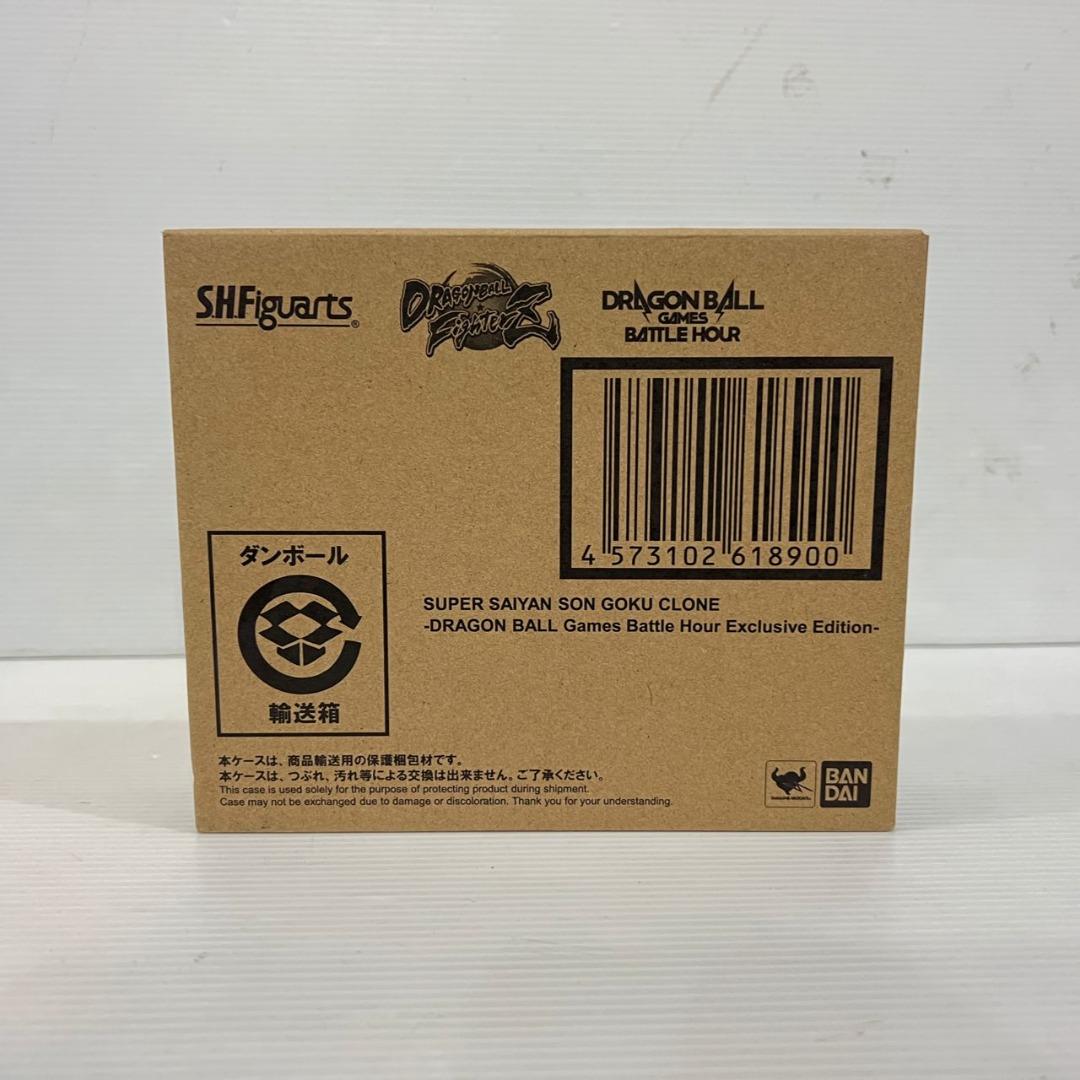 S.H.Figuarts®
DRAGONBALL
FighterZ
DRAGON BALL
GAMES
BATTLE HOUR
4 573102 618900
SUPER SAIYAN SON GOKU CLONE
-DRAGON BALL Games Battle Hour Exclusive Edition-
ダンボール
輸送箱
本ケースは、商品輸送用の保護梱包材です。
本ケースは、つぶれ、汚れ等による交換は出来ません。ご了承ください。
This case is used solely for the purpose of protecting product during shipment.
Case may not be exchanged due to damage or discoloration. Thank you for your understanding.
BAN
DAI